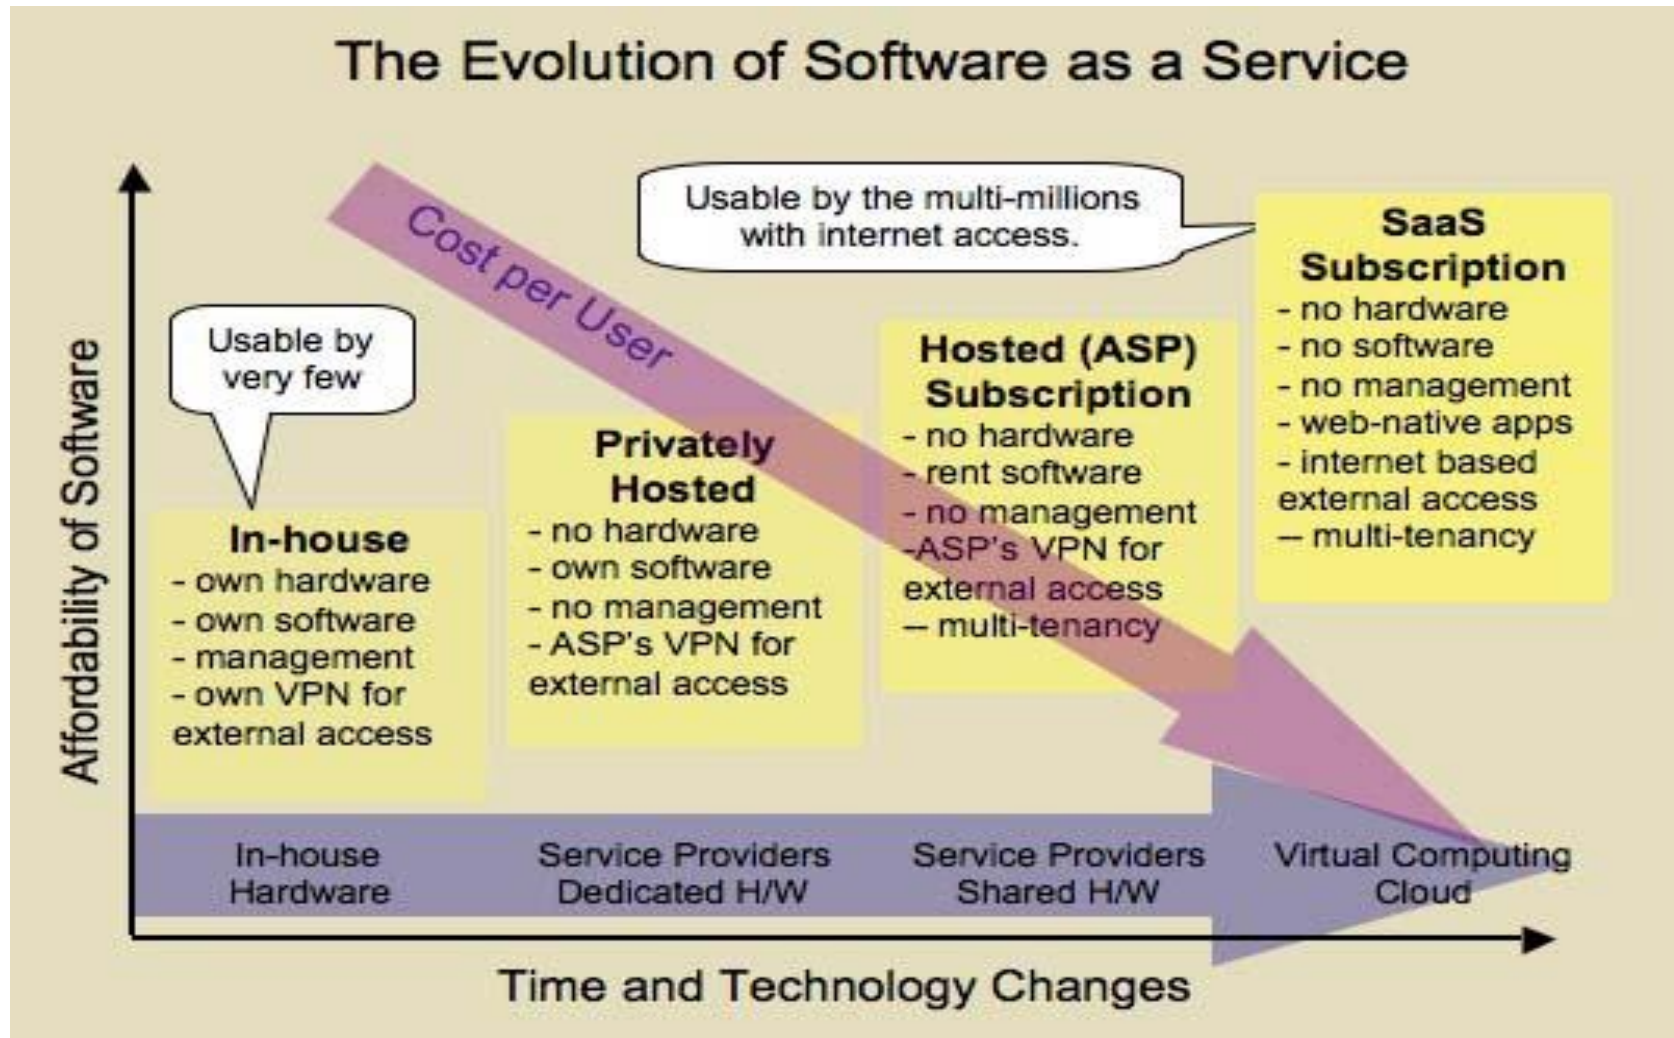 The Evolution of Software as a Service
Affordability of Software
Cost per User
Usable by
very few
Usable by the multi-millions
with internet access.
In-house
- own hardware
- own software
- management
- own VPN for
external access
Privately
Hosted
- no hardware
- own software
- no management
- ASP's VPN for
external access
Hosted (ASP)
Subscription
- no hardware
- rent software
- no management
-ASP's VPN for
external access
-- multi-tenancy
SaaS
Subscription
- no hardware
- no software
- no management
- web-native apps
- internet based
external access
-- multi-tenancy
In-house
Hardware
Service Providers
Dedicated H/W
Service Providers
Shared H/W
Virtual Computing
Cloud
Time and Technology Changes